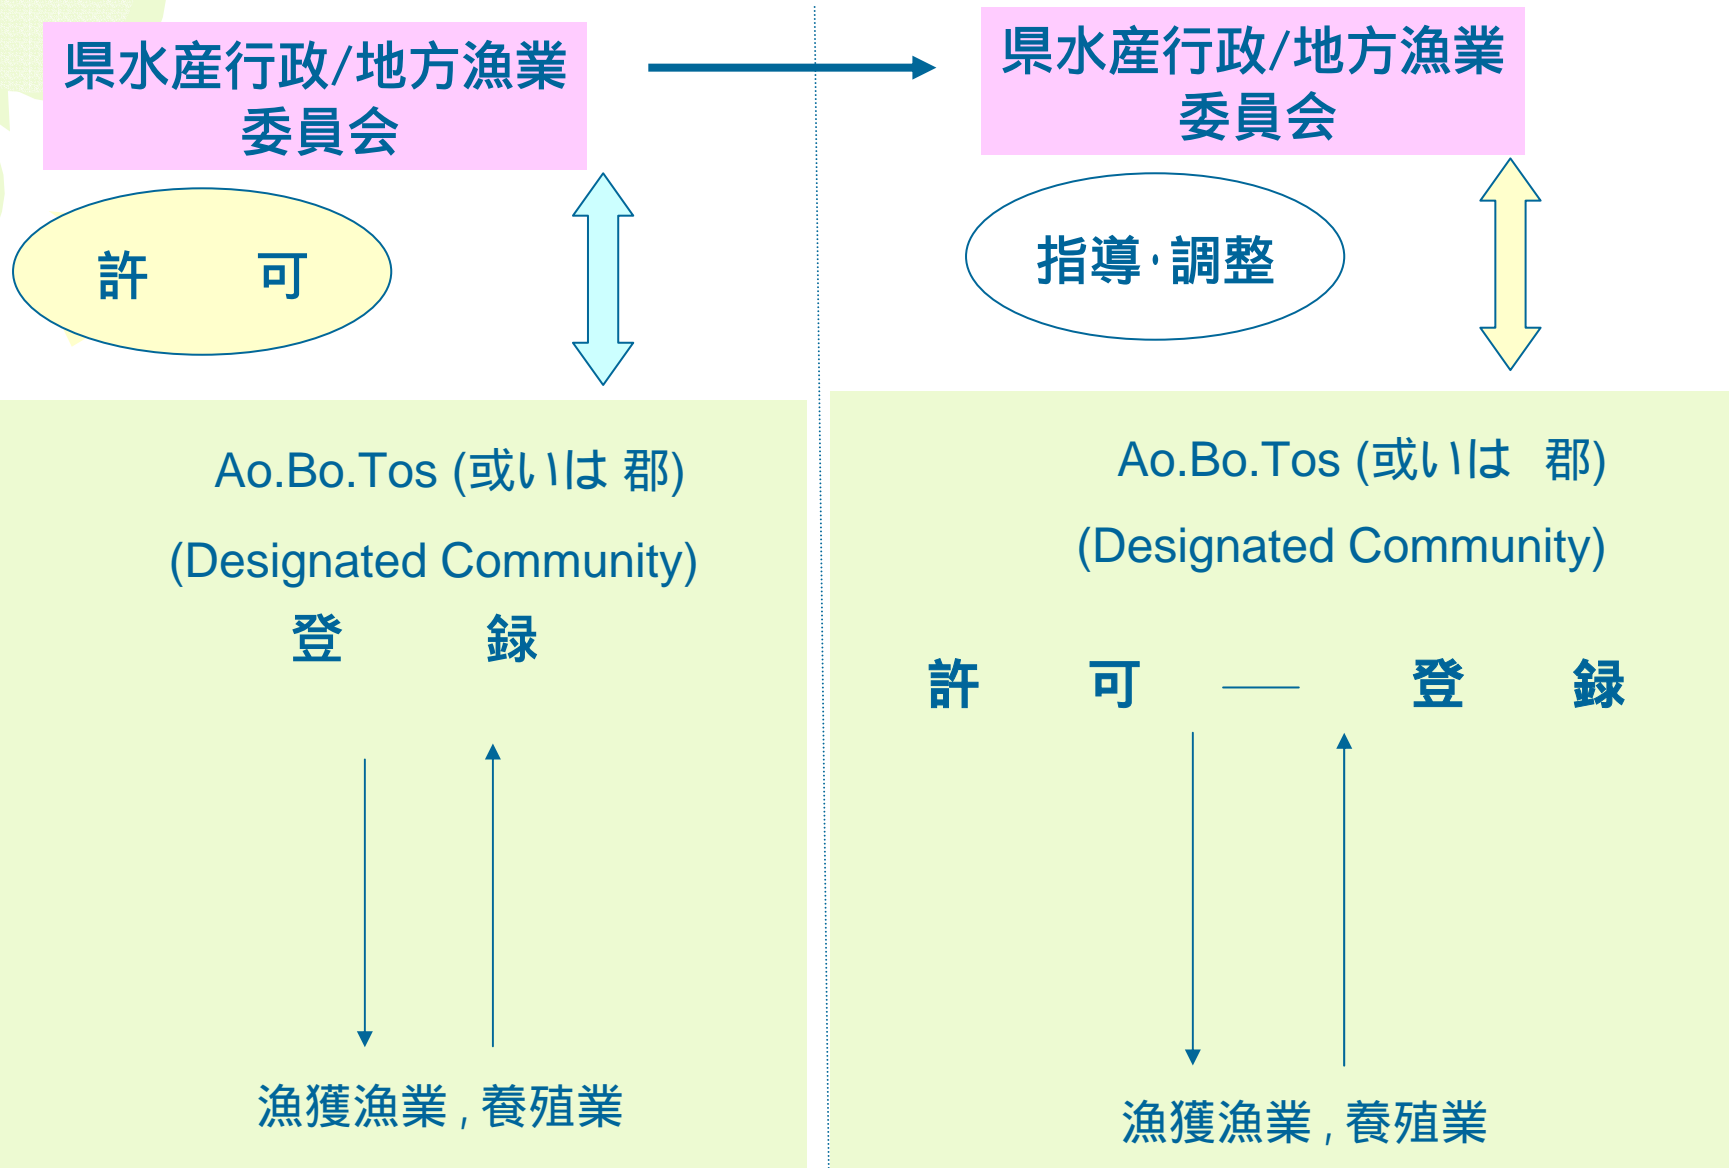 県水産行政/地方漁業
委員会
許 可
Ao.Bo.Tos (或いは 郡)
(Designated Community)
登 録
漁獲漁業 , 養殖業
県水産行政/地方漁業
委員会
指導・調整
Ao.Bo.Tos (或いは 郡)
(Designated Community)
許 可 ── 登 録
漁獲漁業 , 養殖業